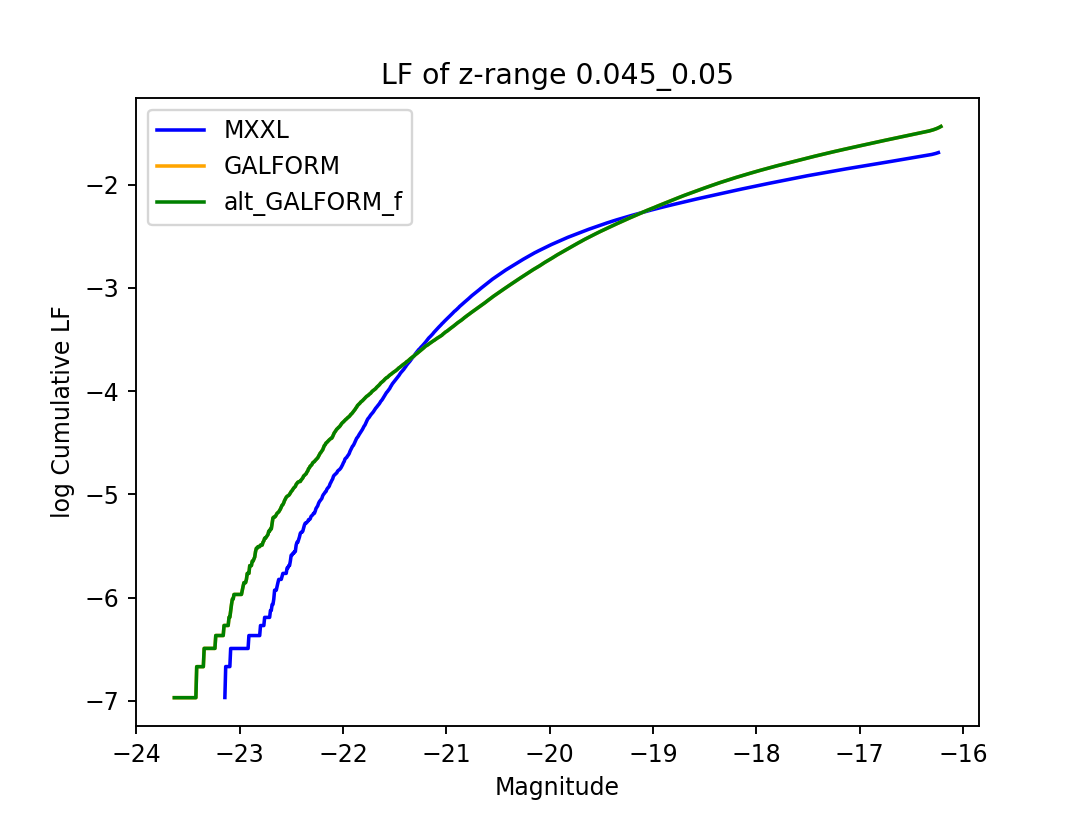 LF of z-range 0.045_0.05
MXXL
GALFORM
alt_GALFORM_f
log Cumulative LF
−2
−3
−4
−5
−6
−7
−24 −23 −22 −21 −20 −19 −18 −17 −16
Magnitude